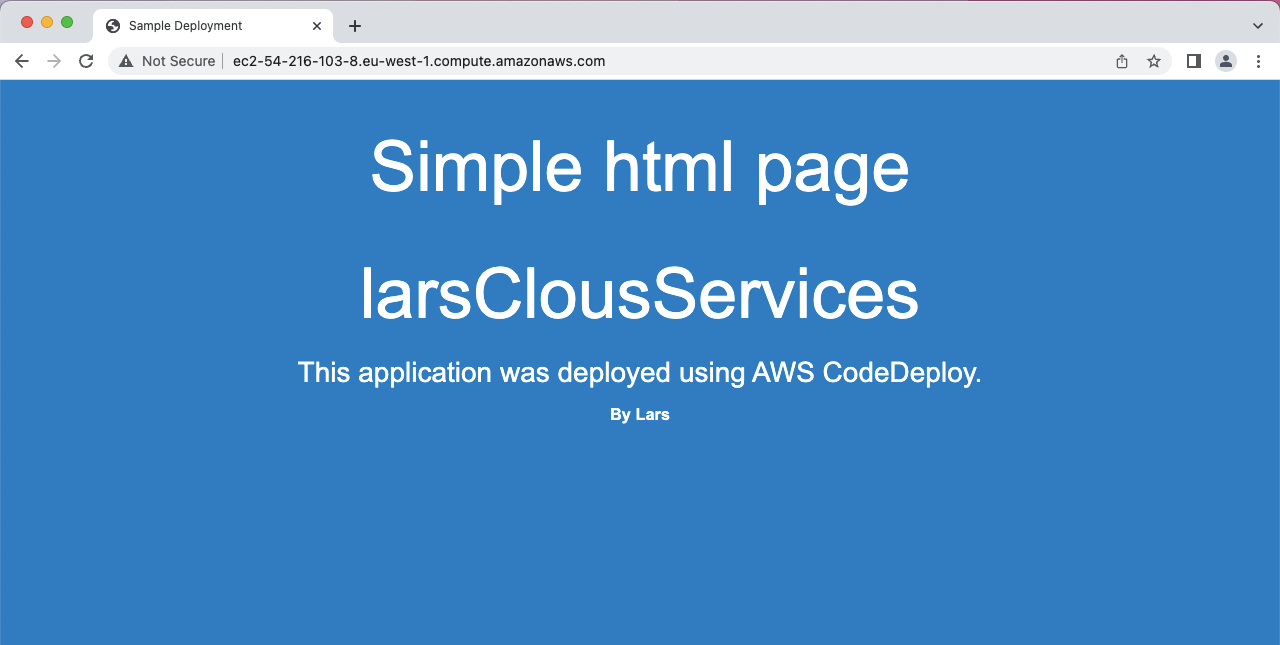 Sample Deployment
Not Secure ec2-54-216-103-8.eu-west-1.compute.amazonaws.com
Simple html page
larsClousServices
This application was deployed using AWS CodeDeploy.
By Lars